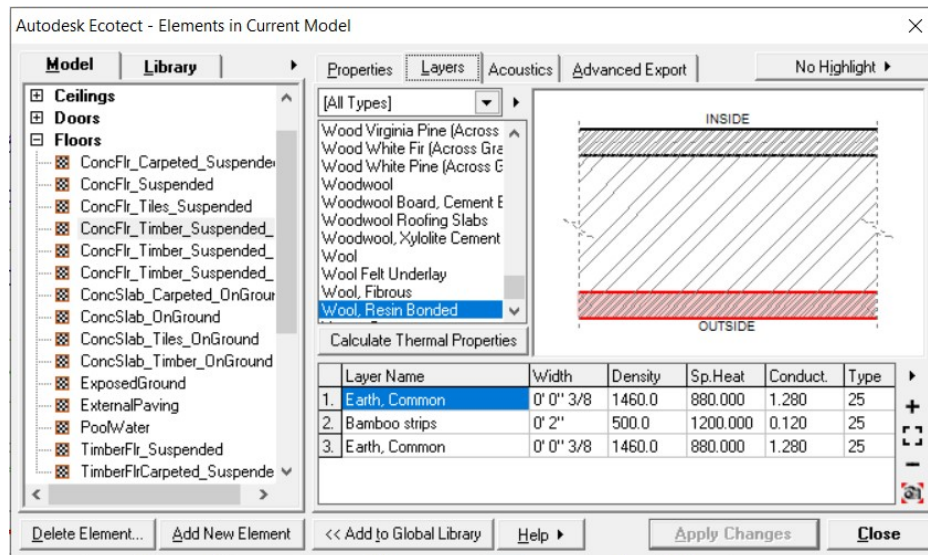 Autodesk Ecotect - Elements in Current Model
Model Library
Ceilings
Doors
Floors
ConcFlr_Carpeted_Suspende
ConcFlr_Suspended
ConcFlr_Tiles_Suspended
ConcFlr_Timber_Suspended_
ConcFlr_Timber_Suspended_
ConcFlr_Timber_Suspended_
ConcSlab_Carpeted_OnGroun
ConcSlab_OnGround
ConcSlab_Tiles_OnGround
ConcSlab_Timber_OnGround
ExposedGround
ExternalPaving
PoolWater
TimberFlr_Suspended
TimberFlrCarpeted_Suspende
Delete Element... Add New Element
Properties Layers Acoustics Advanced Export No Highlight
[All Types]
Wood Virginia Pine (Across
Wood White Fir (Across Gra
Wood White Pine (Across G
Woodwool
Woodwool Board, Cement B
Woodwool Roofing Slabs
Woodwool, Xylolite Cement
Wool
Wool Felt Underlay
Wool, Fibrous
Wool, Resin Bonded
Calculate Thermal Properties
INSIDE
OUTSIDE
Layer Name Width Density Sp.Heat Conduct. Type
1. Earth, Common 0' 0" 3/8 1460.0 880.000 1.280 25
2. Bamboo strips 0' 2" 500.0 1200.000 0.120 25
3. Earth, Common 0' 0" 3/8 1460.0 880.000 1.280 25
<< Add to Global Library Help Apply Changes Close